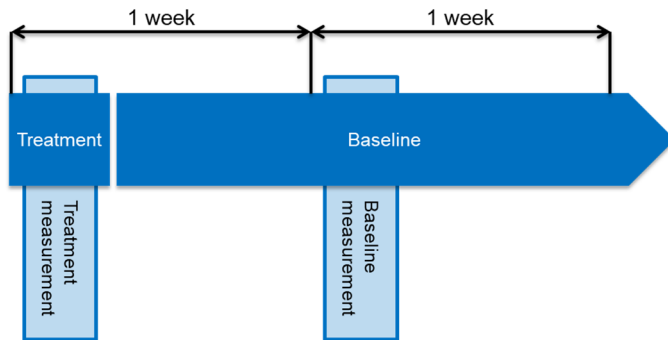 1 week
1 week
Treatment
Baseline
Treatment
measurement
Baseline
measurement